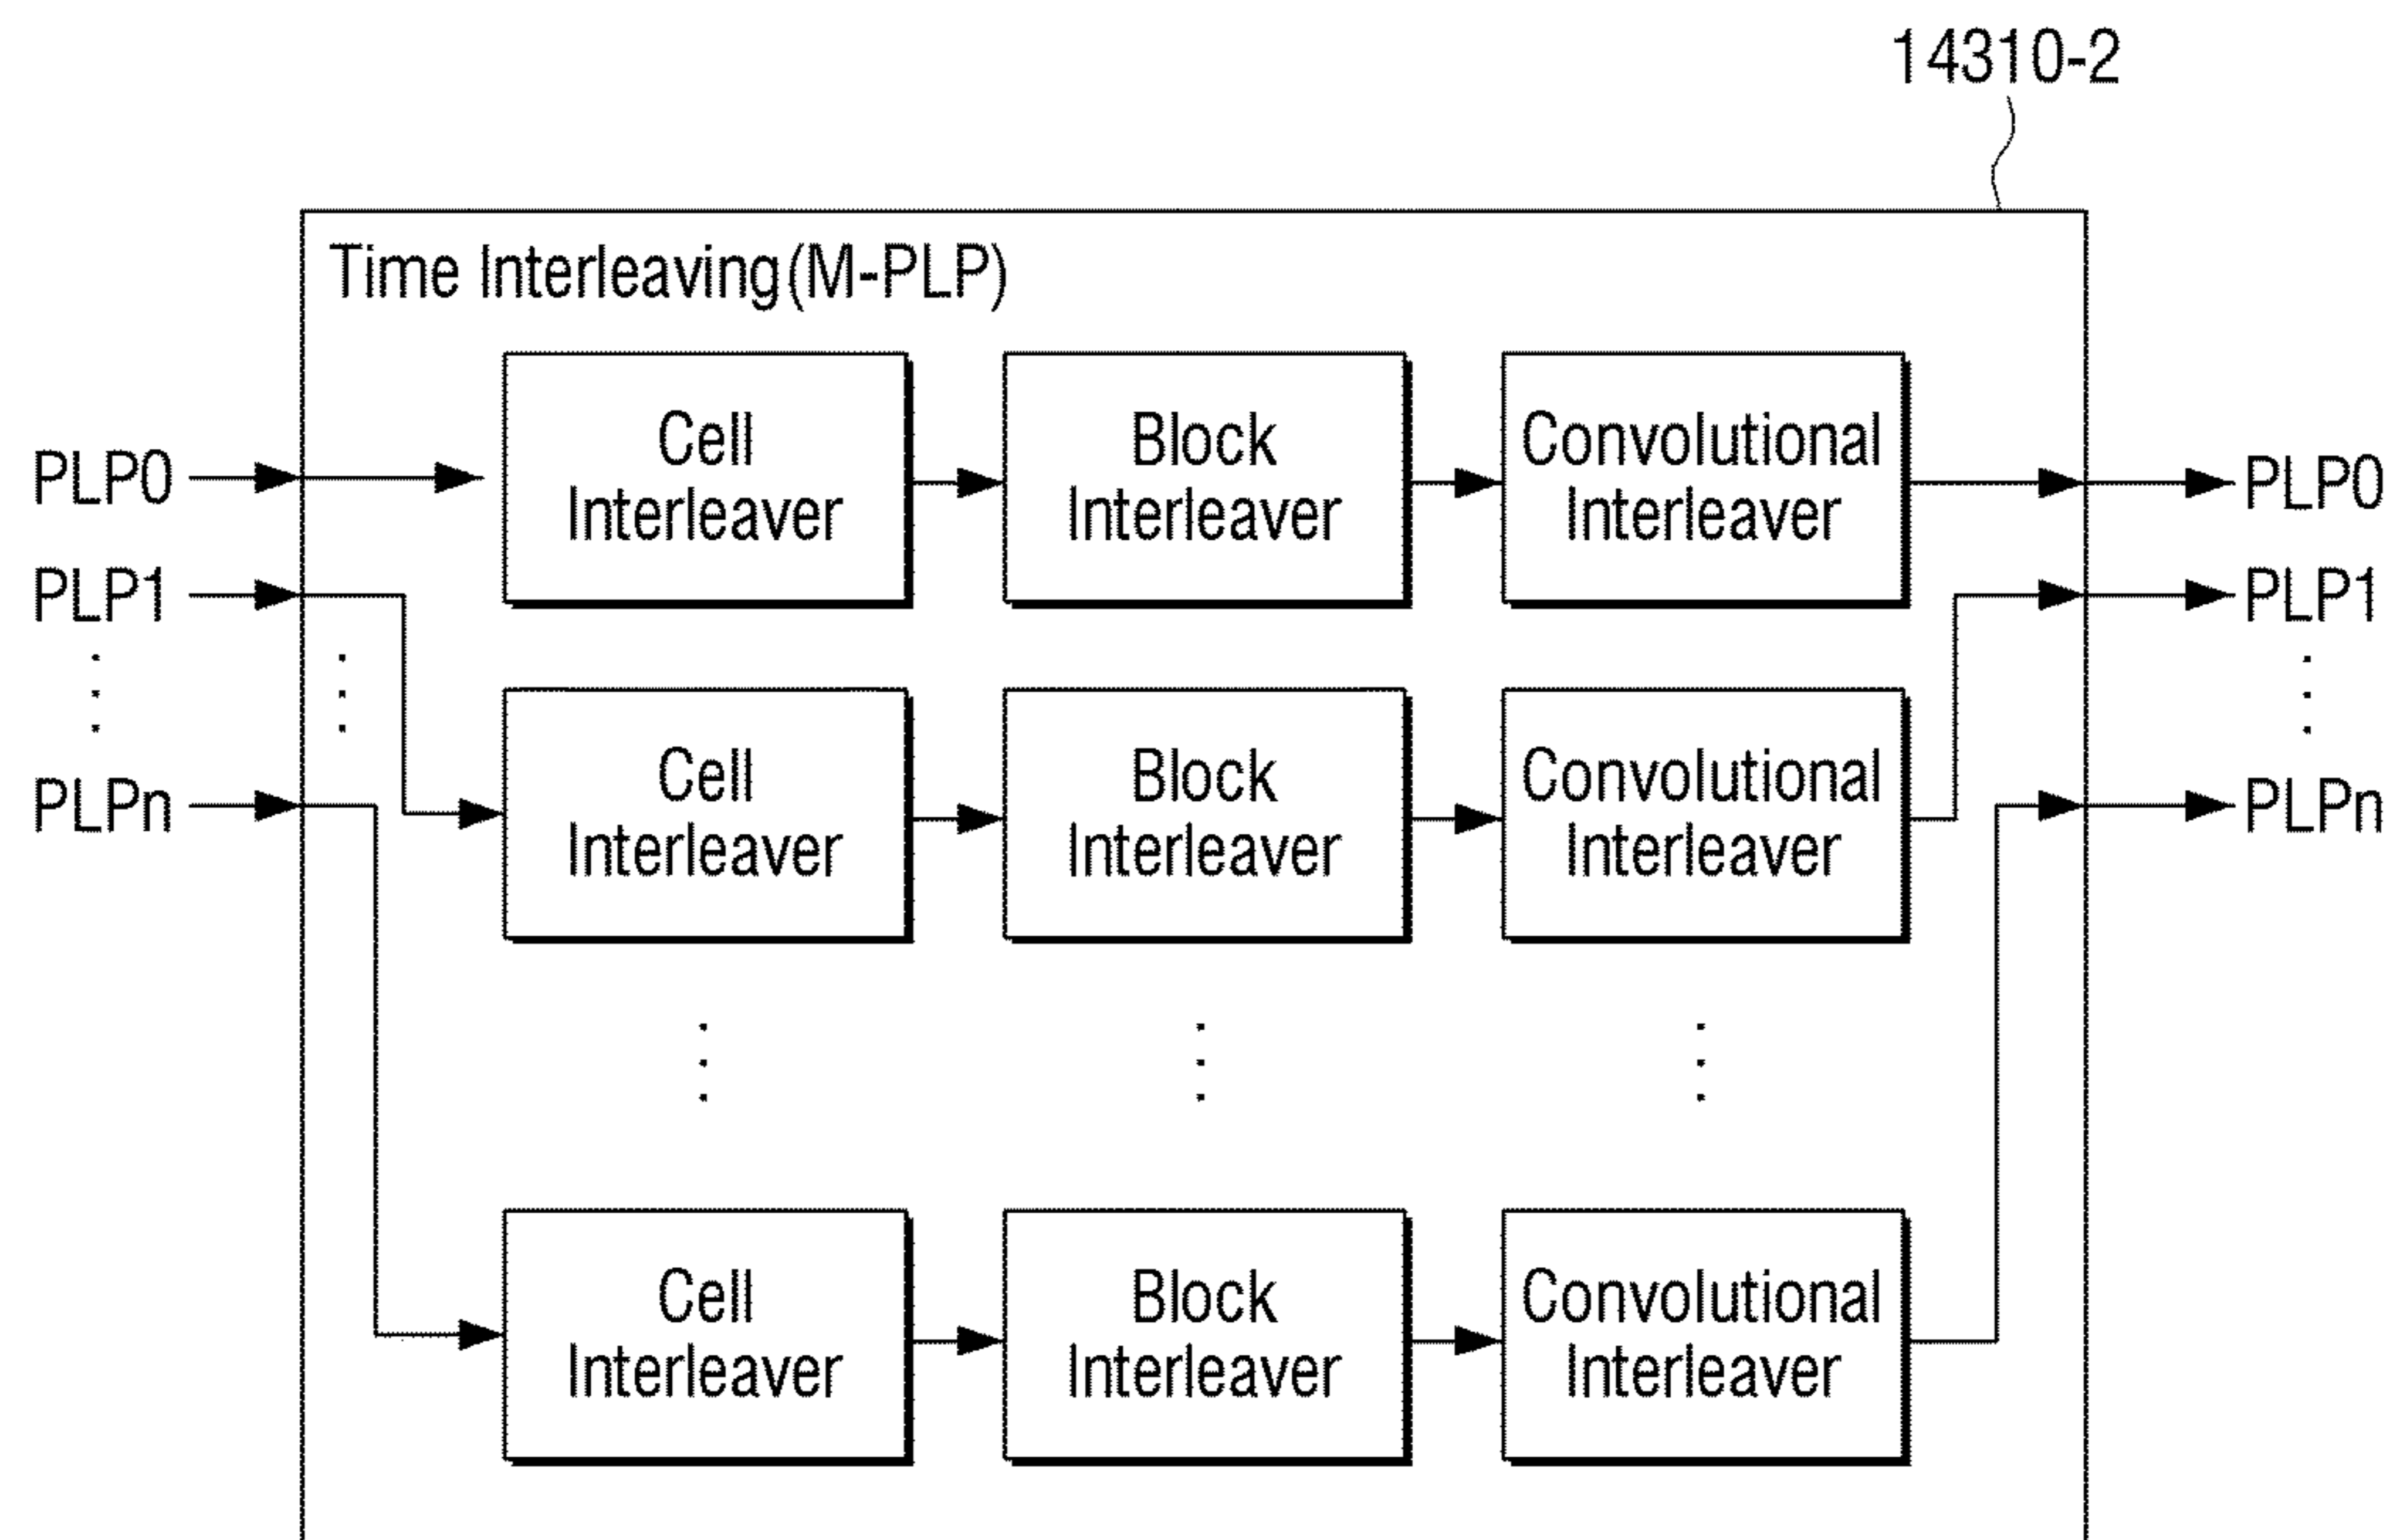 14310-2
Time Interleaving(M-PLP)
PLP0
Cell
Interleaver
Block
Interleaver
Convolutional
Interleaver
PLP0
PLP1
PLP1
Cell
Interleaver
Block
Interleaver
Convolutional
Interleaver
PLPn
PLPn
Cell
Interleaver
Block
Interleaver
Convolutional
Interleaver